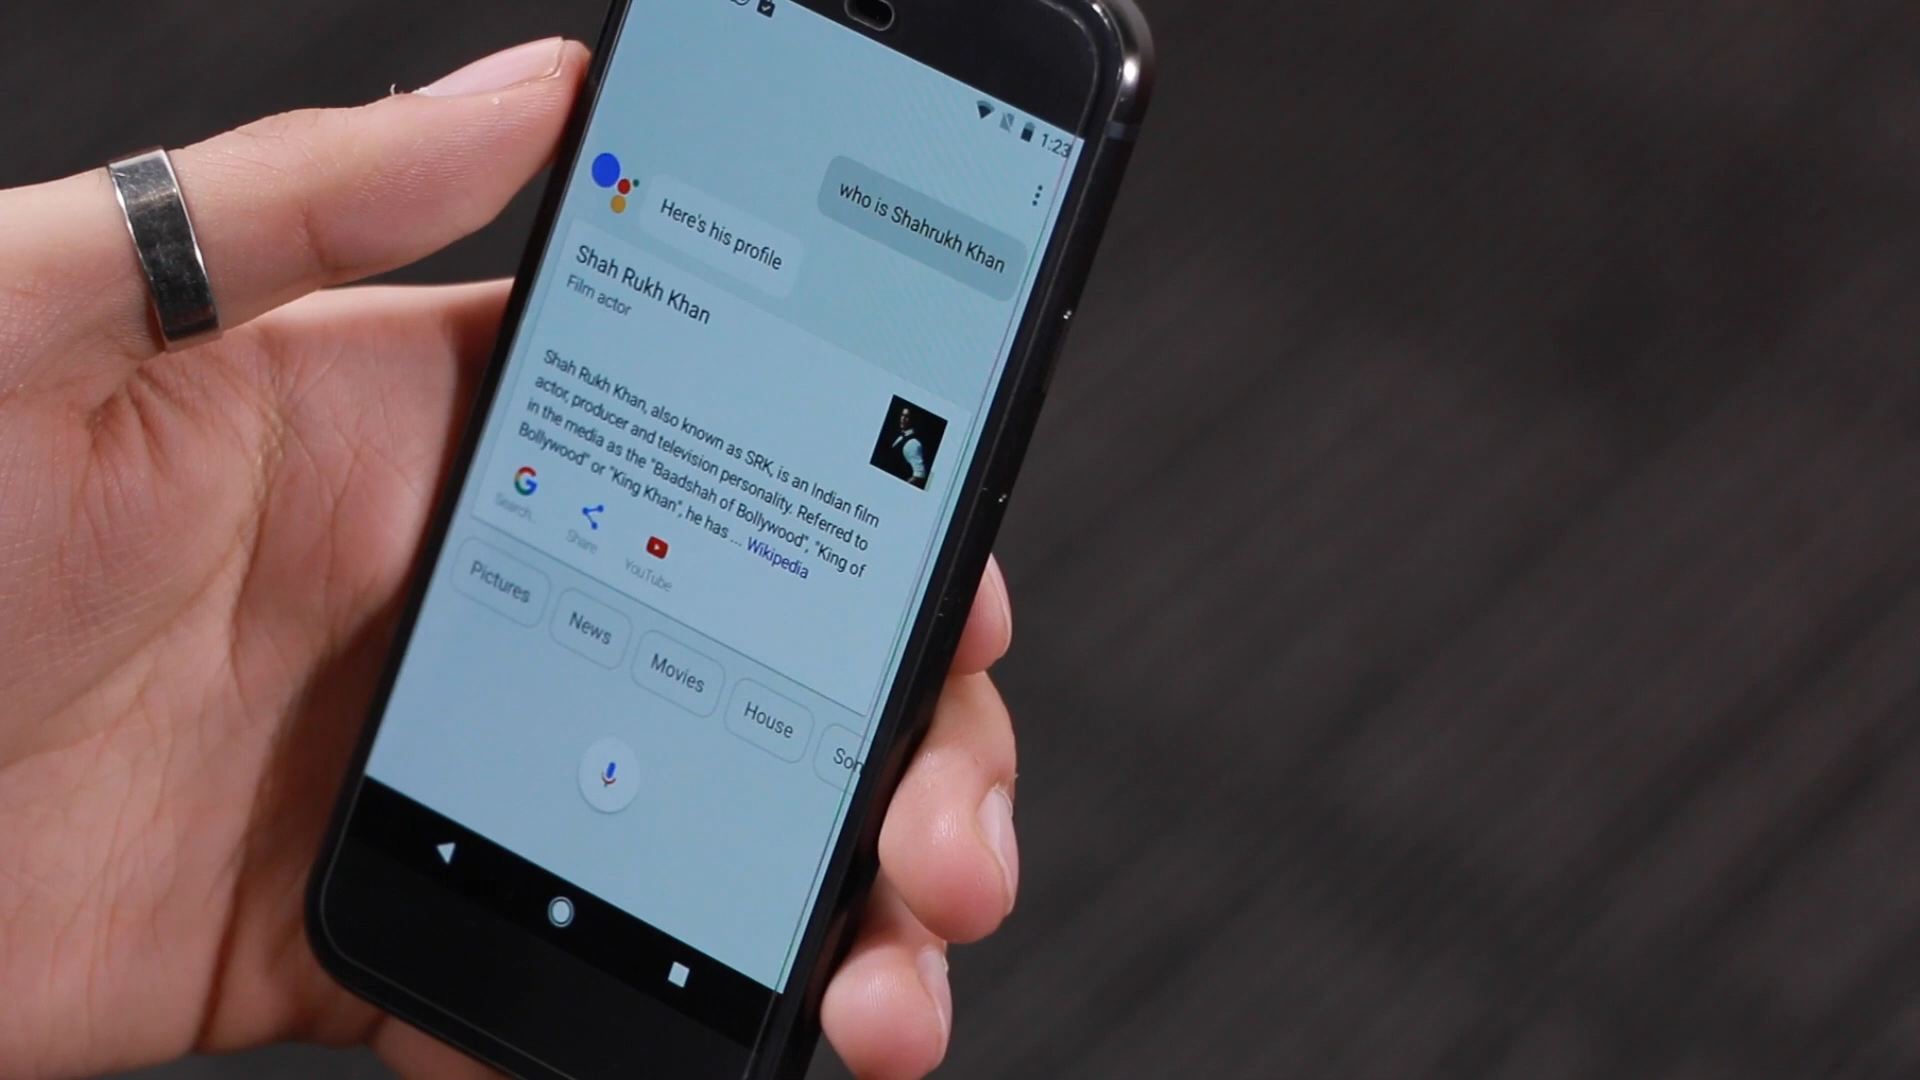 1:23
who is Shahrukh Khan
Here's his profile
Shah Rukh Khan
Film actor
Shah Rukh Khan, also known as SRK, is an Indian film
actor, producer and television personality. Referred to
in the media as the "Baadshah of Bollywood", "King of
Bollywood" or "King Khan", he has ... Wikipedia
Search..
Share
YouTube
Pictures
News
Movies
House
Son